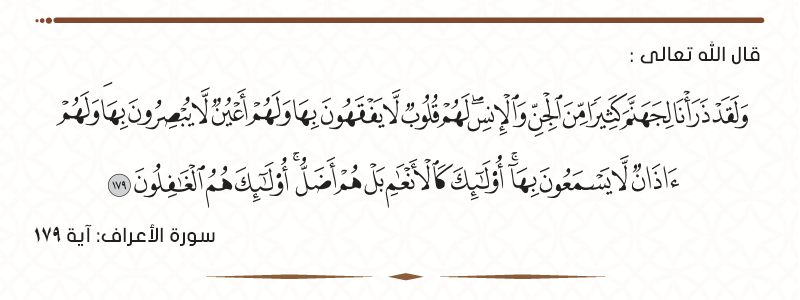 قال الله تعالى :
وَلَقَدْ ذَرَأْنَا لِجَهَنَّمَ كَثِيرًا مِّنَ ٱلْجِنِّ وَٱلْإِنسِ ۖ لَهُمْ قُلُوبٌ لَّا يَفْقَهُونَ بِهَا وَلَهُمْ أَعْيُنٌ لَّا يُبْصِرُونَ بِهَا وَلَهُمْ
ءَاذَانٌ لَّا يَسْمَعُونَ بِهَآ ۚ أُو۟لَـٰٓئِكَ كَٱلْأَنْعَـٰمِ بَلْ هُمْ أَضَلُّ ۚ أُو۟لَـٰٓئِكَ هُمُ ٱلْغَـٰفِلُونَ ١٧٩
سورة الأعراف: آية ١٧٩